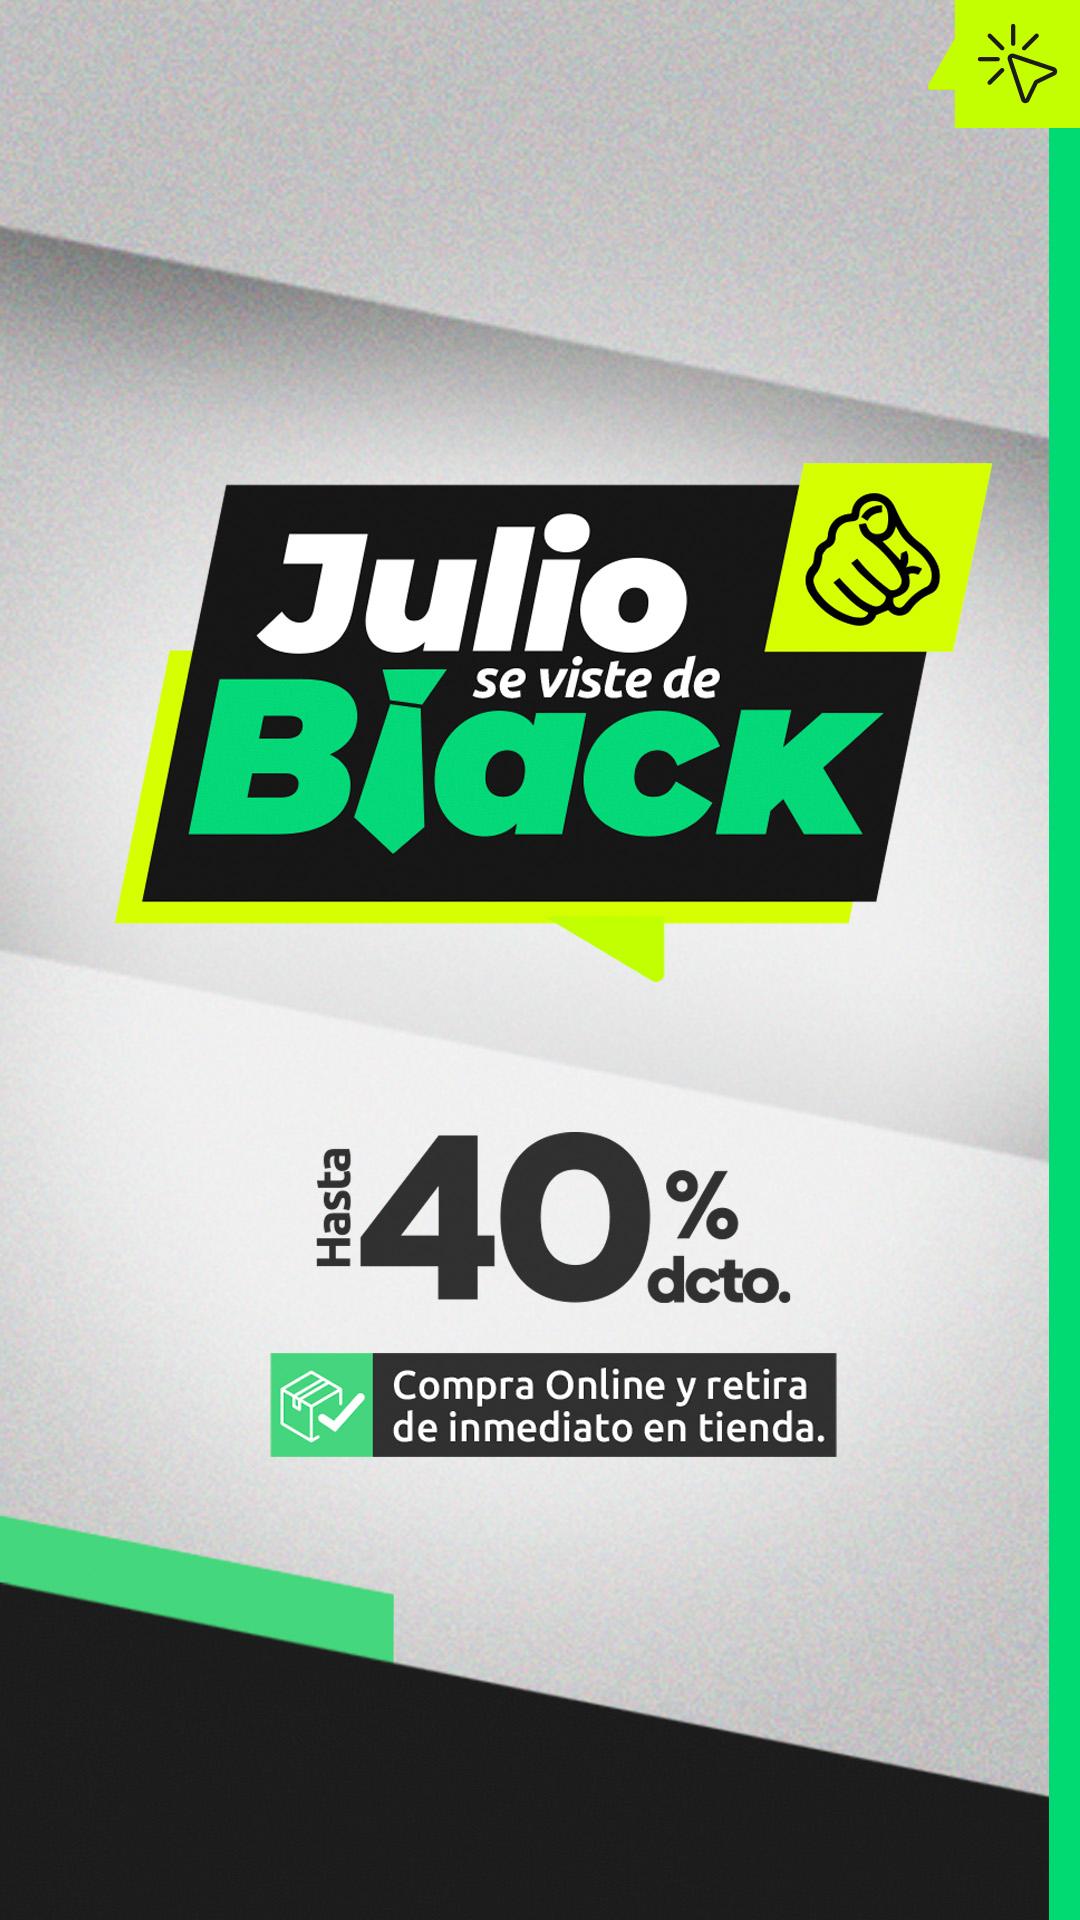 Julio
se viste de
Black
Hasta
40%
dcto.
Compra Online y retira
de inmediato en tienda.